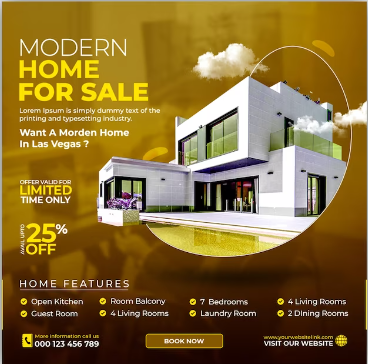 MODERN
HOME
FOR SALE
Lorem Ipsum is simply dummy text of the
printing and typesetting industry.
Want A Morden Home
In Las Vegas ?
OFFER VALID FOR
LIMITED
TIME ONLY
AVAIL UPTO
25%
OFF
HOME FEATURES
Open Kitchen
Room Balcony
7 Bedrooms
4 Living Rooms
Guest Room
4 Living Rooms
Laundry Room
2 Dining Rooms
More information call us
000 123 456 789
BOOK NOW
www.yourwebsitelink.com
VISIT OUR WEBSITE